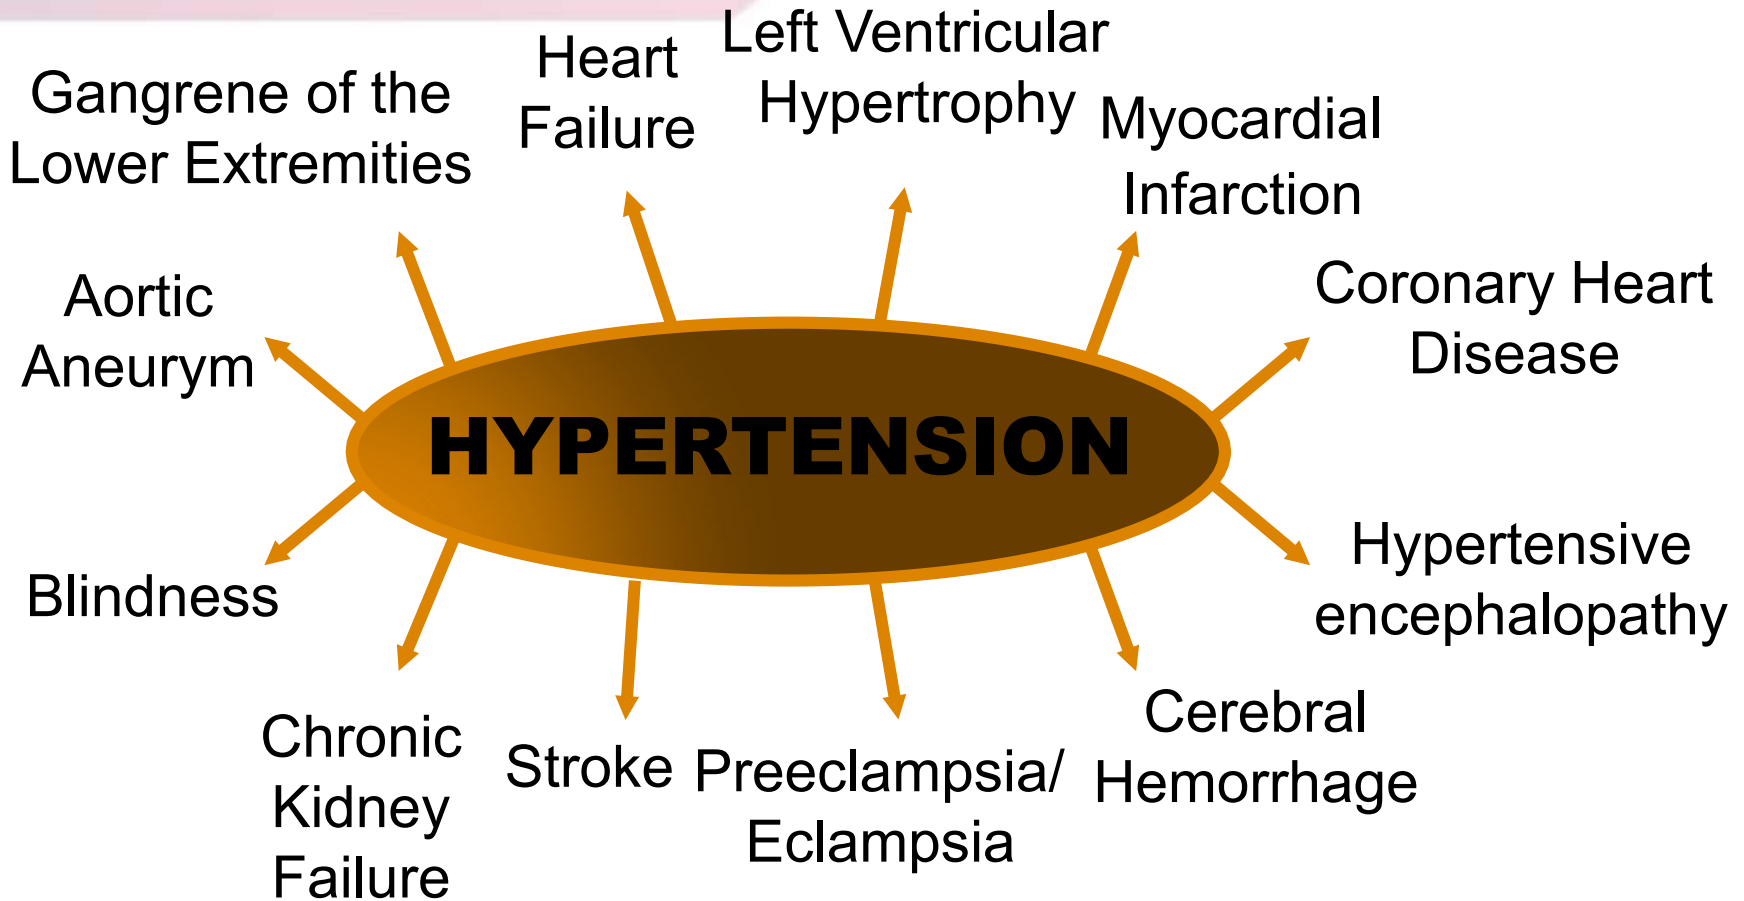 Gangrene of the
Lower Extremities
Heart
Failure
Left Ventricular
Hypertrophy
Myocardial
Infarction
Aortic
Aneurym
Coronary Heart
Disease
HYPERTENSION
Blindness
Hypertensive
encephalopathy
Chronic
Kidney
Failure
Stroke
Preeclampsia/
Eclampsia
Cerebral
Hemorrhage